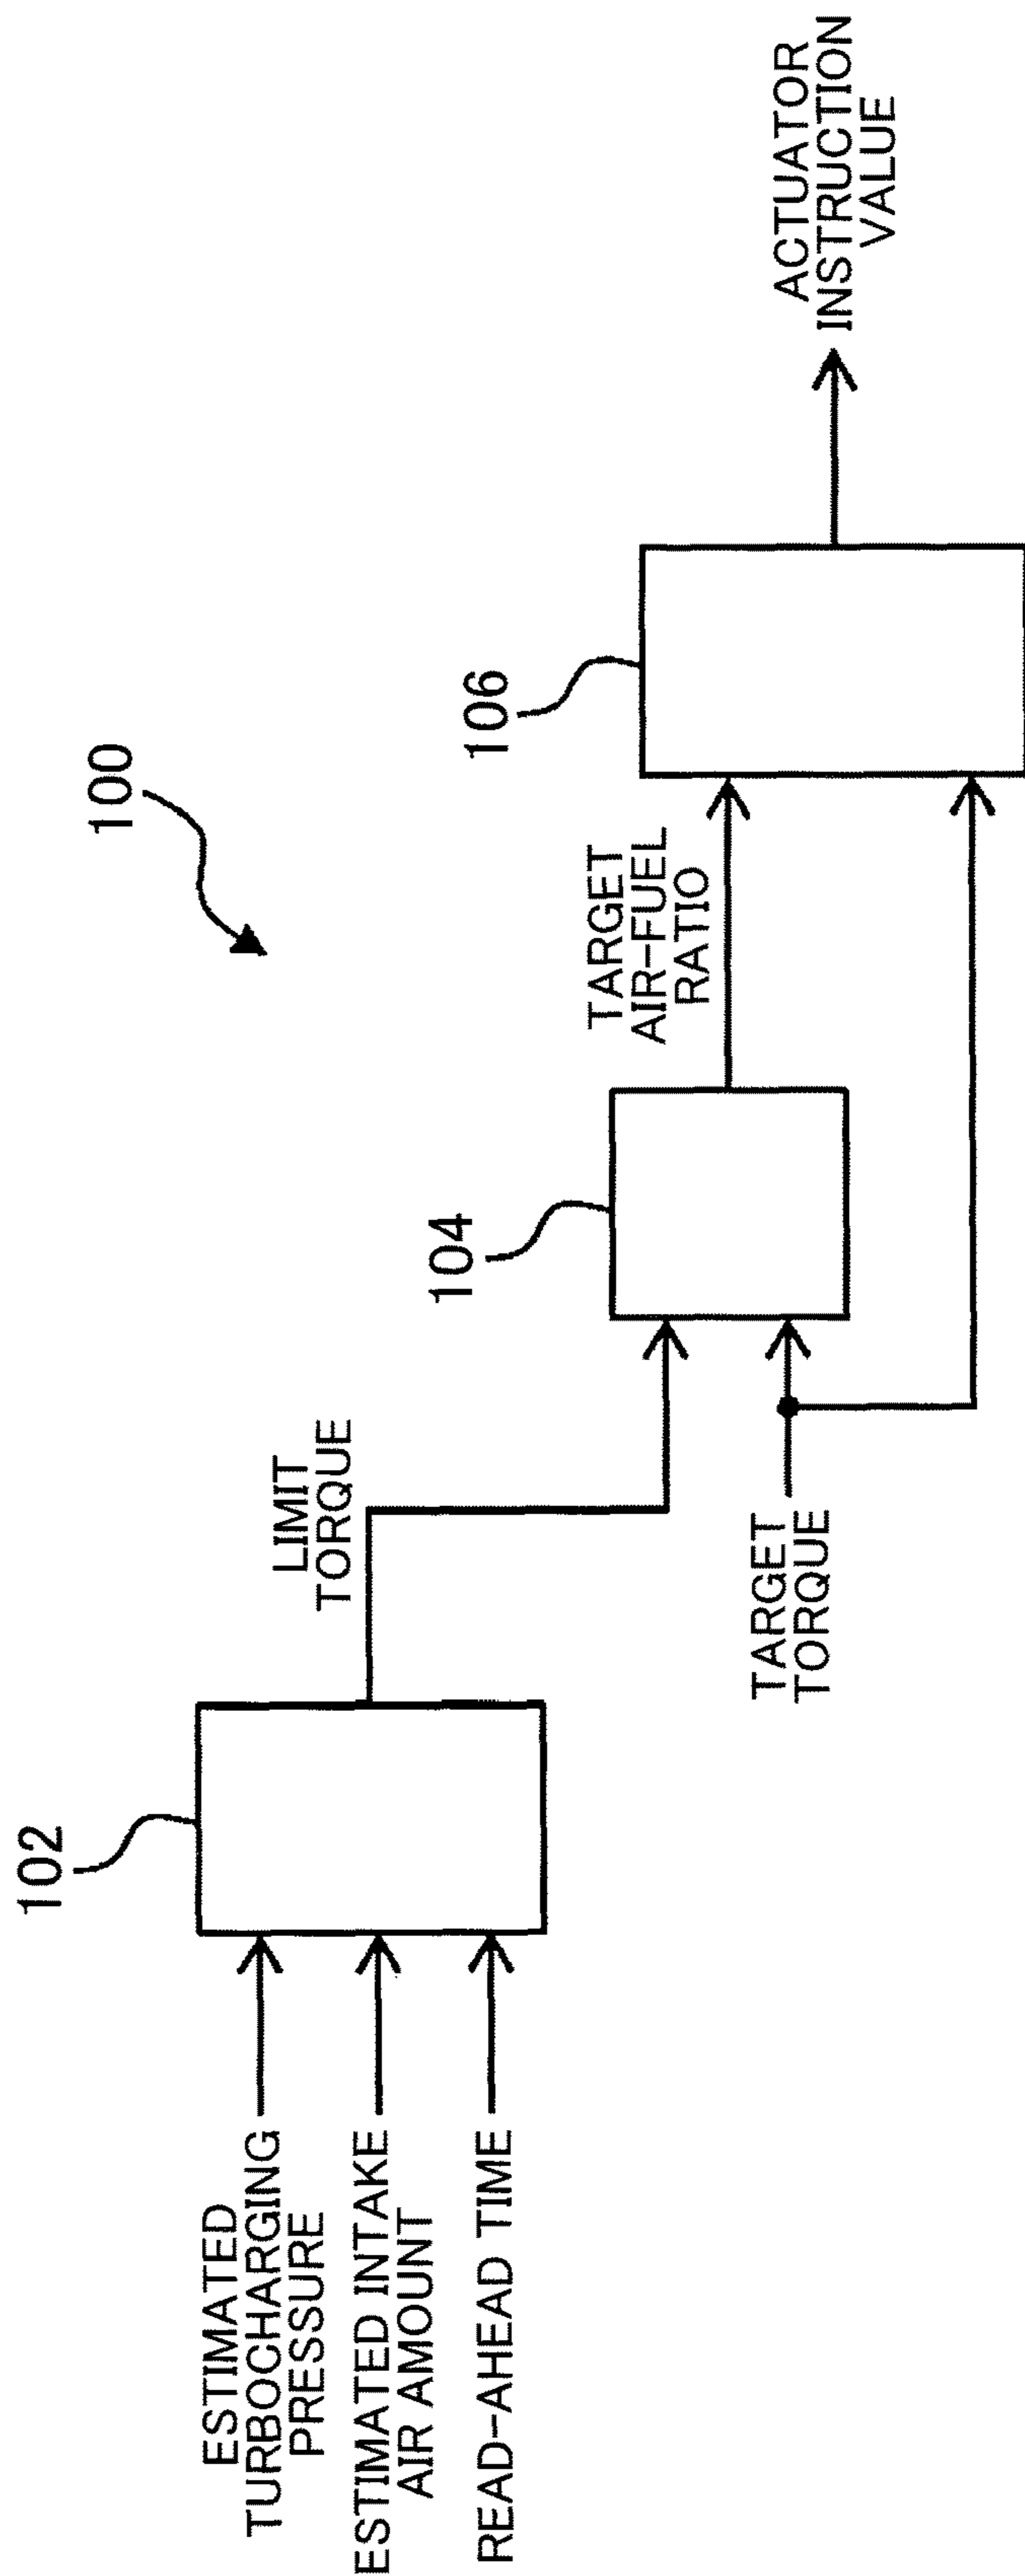 100
102
ESTIMATED
TURBOCHARGING
PRESSURE
ESTIMATED INTAKE
AIR AMOUNT
READ-AHEAD TIME
LIMIT
TORQUE
104
TARGET
TORQUE
TARGET
AIR-FUEL
RATIO
106
ACTUATOR
INSTRUCTION
VALUE